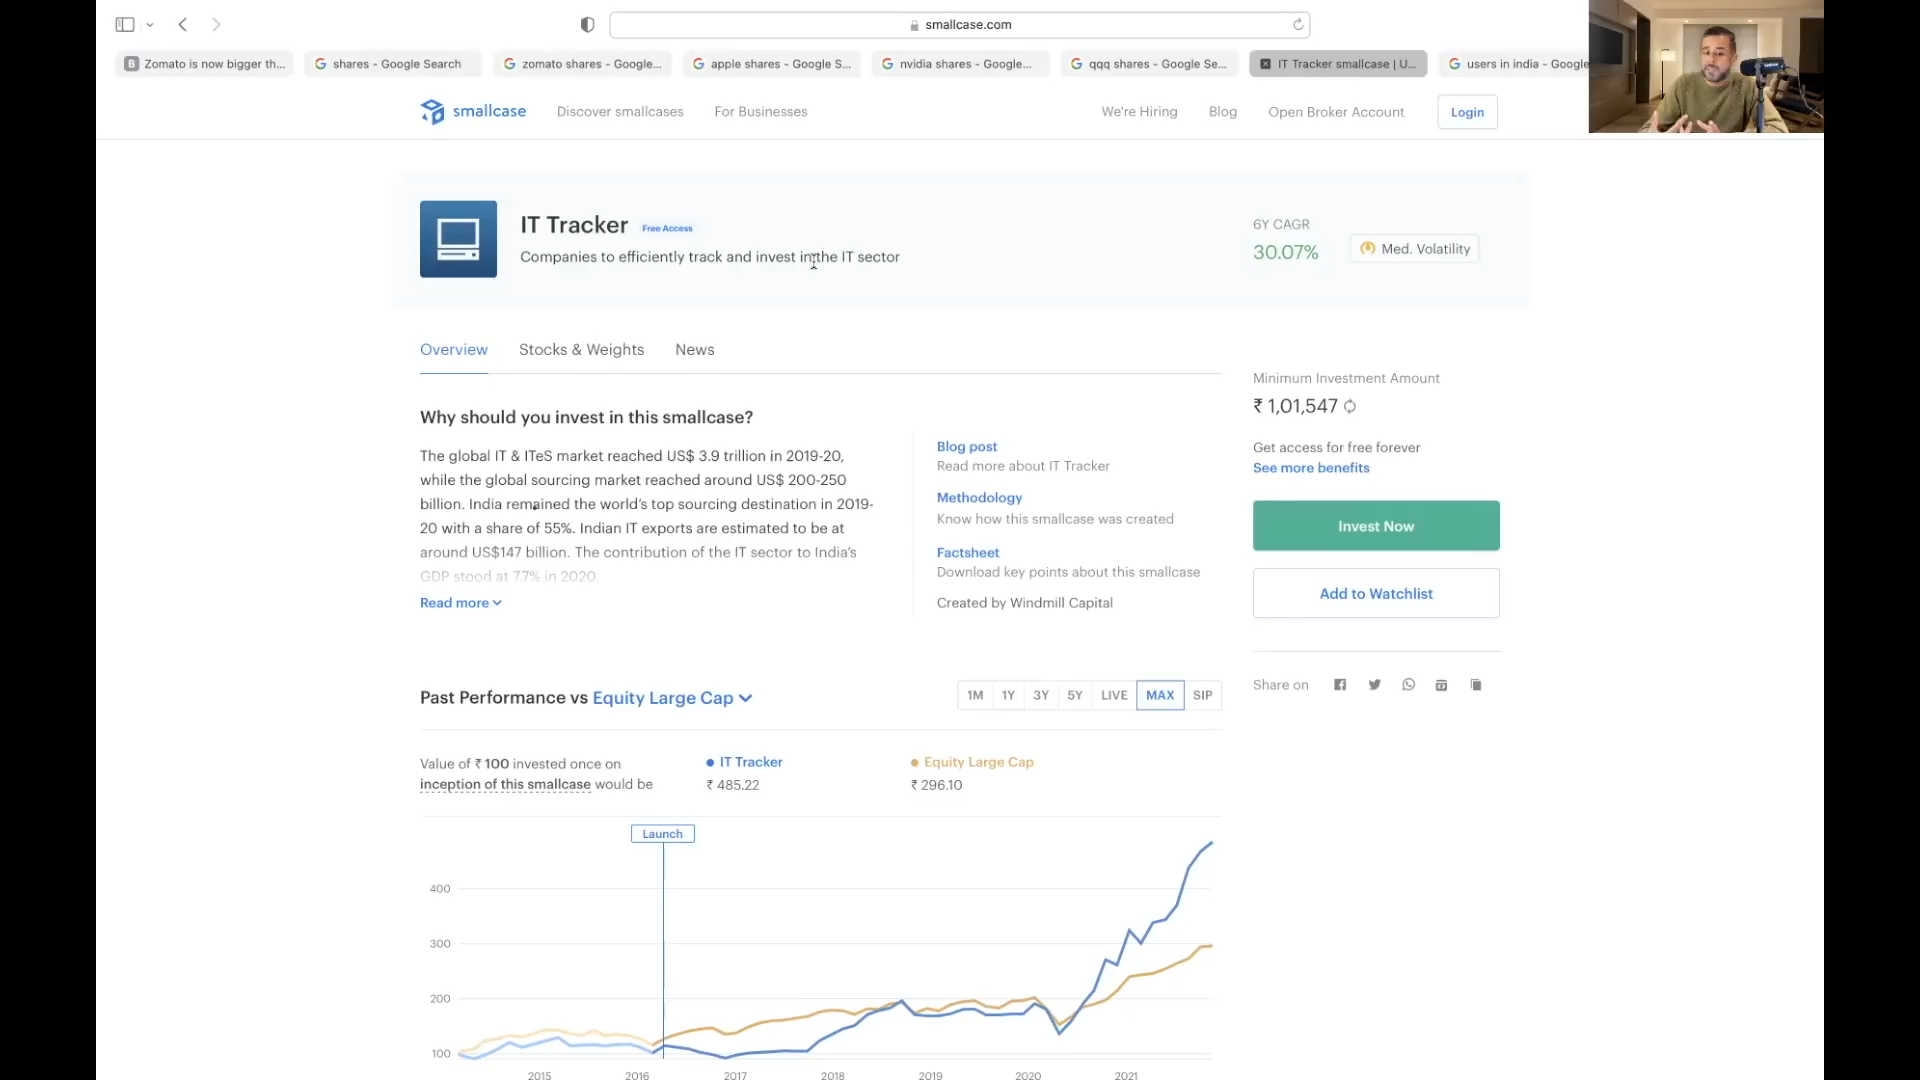 smallcase.com
Zomato is now bigger th...
shares - Google Search
zomato shares - Google...
apple shares - Google S...
nvidia shares - Google...
qqq shares - Google Se...
IT Tracker smallcase | U...
users in india - Google
smallcase
Discover smallcases
For Businesses
We're Hiring
Blog
Open Broker Account
Login
IT Tracker
Free Access
Companies to efficiently track and invest in the IT sector
6Y CAGR
30.07%
Med. Volatility
Overview
Stocks & Weights
News
Why should you invest in this smallcase?
The global IT & ITeS market reached US$ 3.9 trillion in 2019-20,
while the global sourcing market reached around US$ 200-250
billion. India remained the world's top sourcing destination in 2019-
20 with a share of 55%. Indian IT exports are estimated to be at
around US$147 billion. The contribution of the IT sector to India's
GDP stood at 7.7% in 2020.
Read more
Blog post
Read more about IT Tracker
Methodology
Know how this smallcase was created
Factsheet
Download key points about this smallcase
Created by Windmill Capital
Minimum Investment Amount
₹ 1,01,547
Get access for free forever
See more benefits
Invest Now
Add to Watchlist
Share on
Past Performance vs Equity Large Cap
1M
1Y
3Y
5Y
LIVE
MAX
SIP
Value of ₹ 100 invested once on
inception of this smallcase would be
IT Tracker
₹ 485.22
Equity Large Cap
₹ 296.10
Launch
400
300
200
100
2015
2016
2017
2018
2019
2020
2021